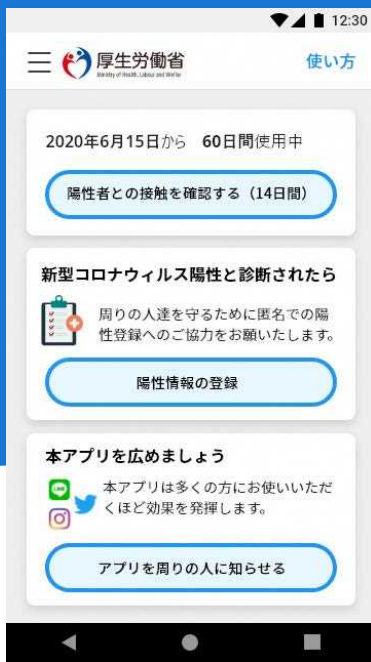 12:30
厚生労働省
Ministry of Health, Labour and Welfare
使い方
2020年6月15日から 60日間使用中
陽性者との接触を確認する（14日間）
新型コロナウィルス陽性と診断されたら
周りの人達を守るために匿名での陽
性登録へのご協力をお願いたします。
陽性情報の登録
本アプリを広めましょう
LINE
本アプリは多くの方にお使いいただ
くほど効果を発揮します。
アプリを周りの人に知らせる